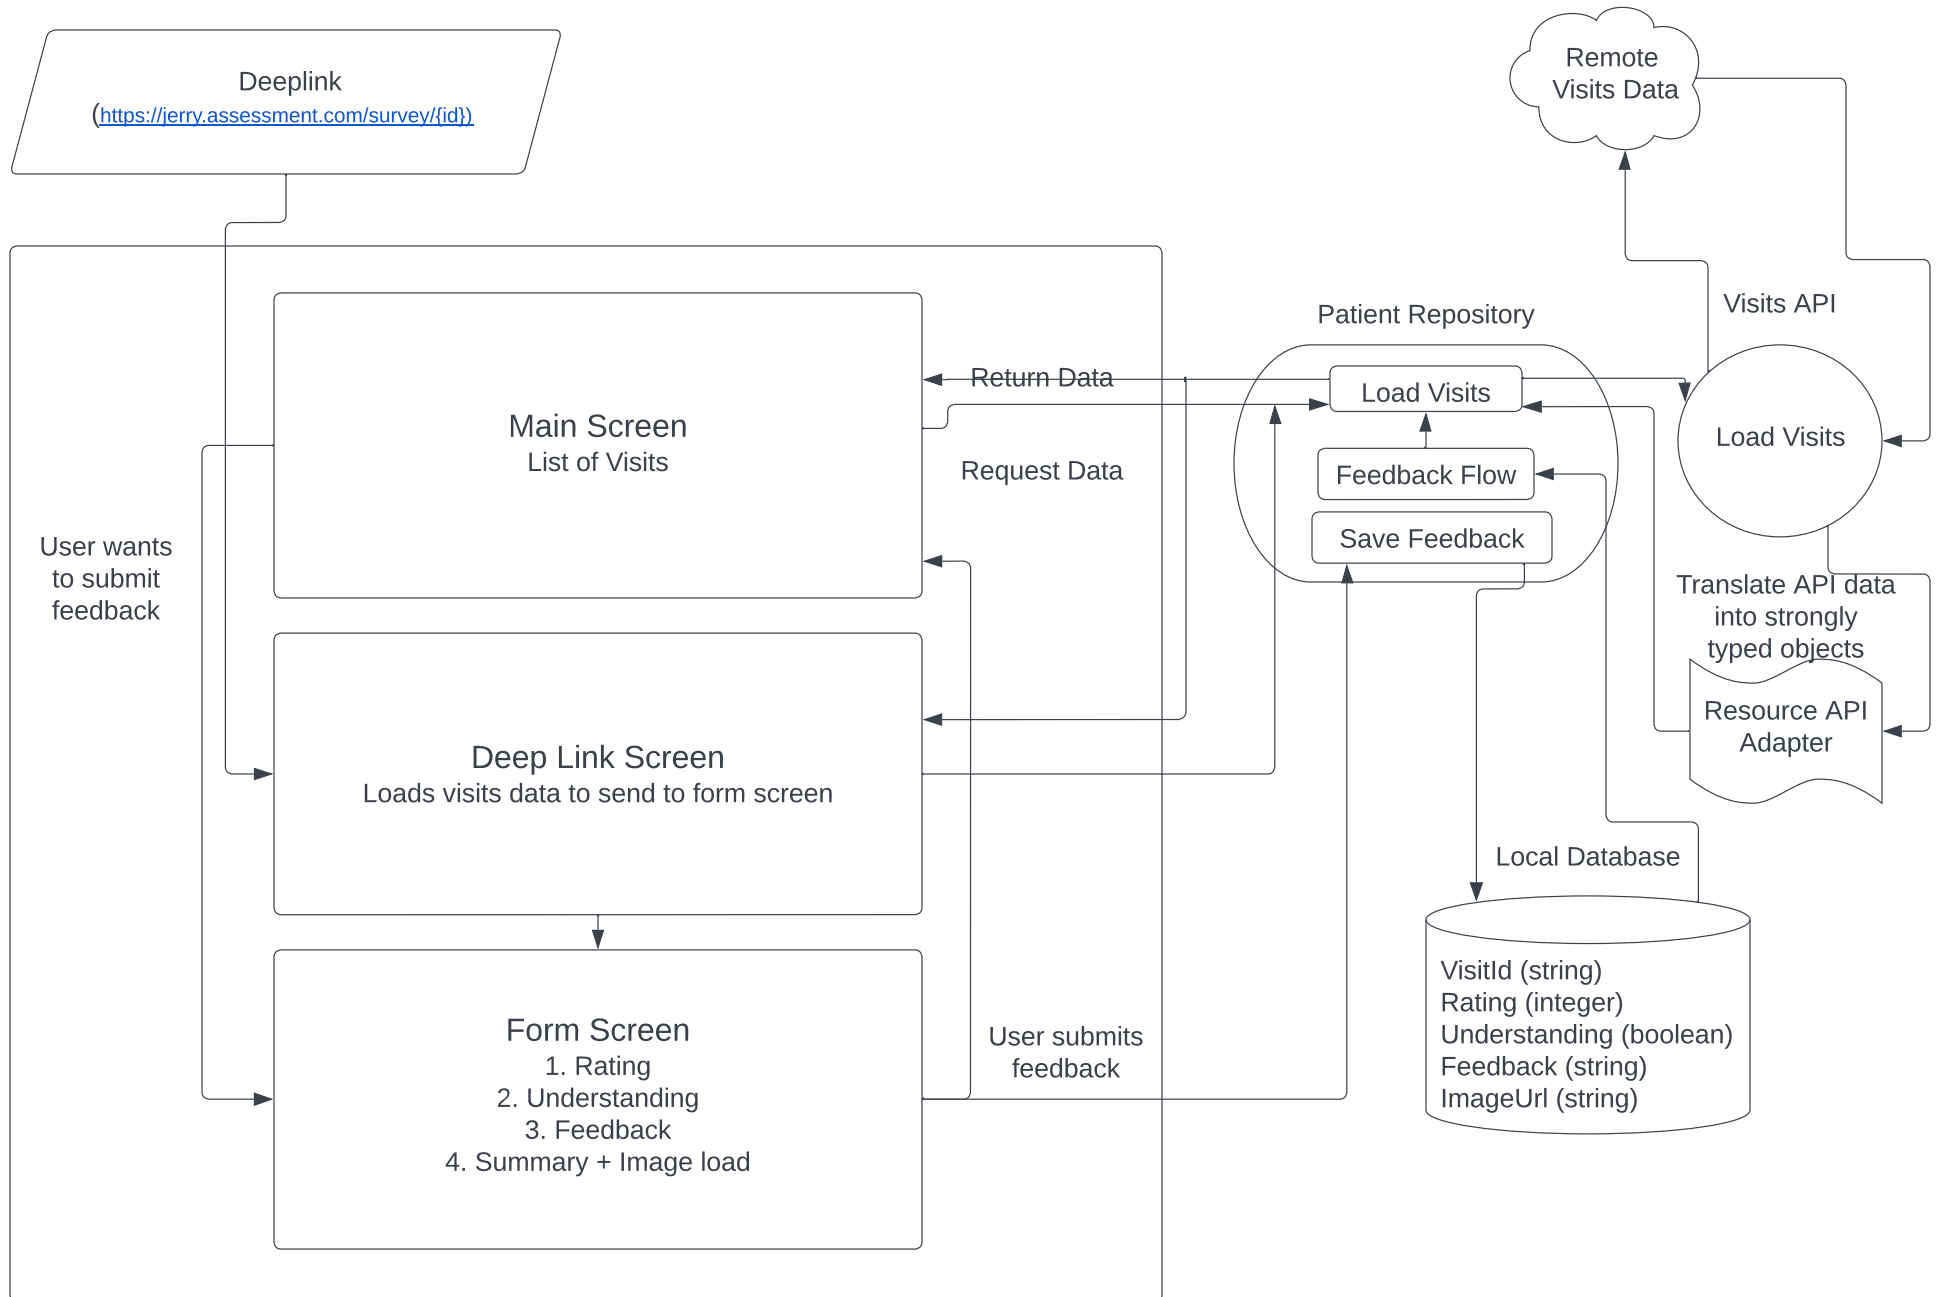 Deeplink
(https://jerry.assessment.com/survey/{id})
Remote
Visits Data
Visits API
Patient Repository
Load Visits
Feedback Flow
Save Feedback
Load Visits
Return Data
Request Data
Main Screen
List of Visits
User wants
to submit
feedback
Translate API data
into strongly
typed objects
Resource API
Adapter
Deep Link Screen
Loads visits data to send to form screen
Local Database
VisitId (string)
Rating (integer)
Understanding (boolean)
Feedback (string)
ImageUrl (string)
Form Screen
1. Rating
2. Understanding
3. Feedback
4. Summary + Image load
User submits
feedback